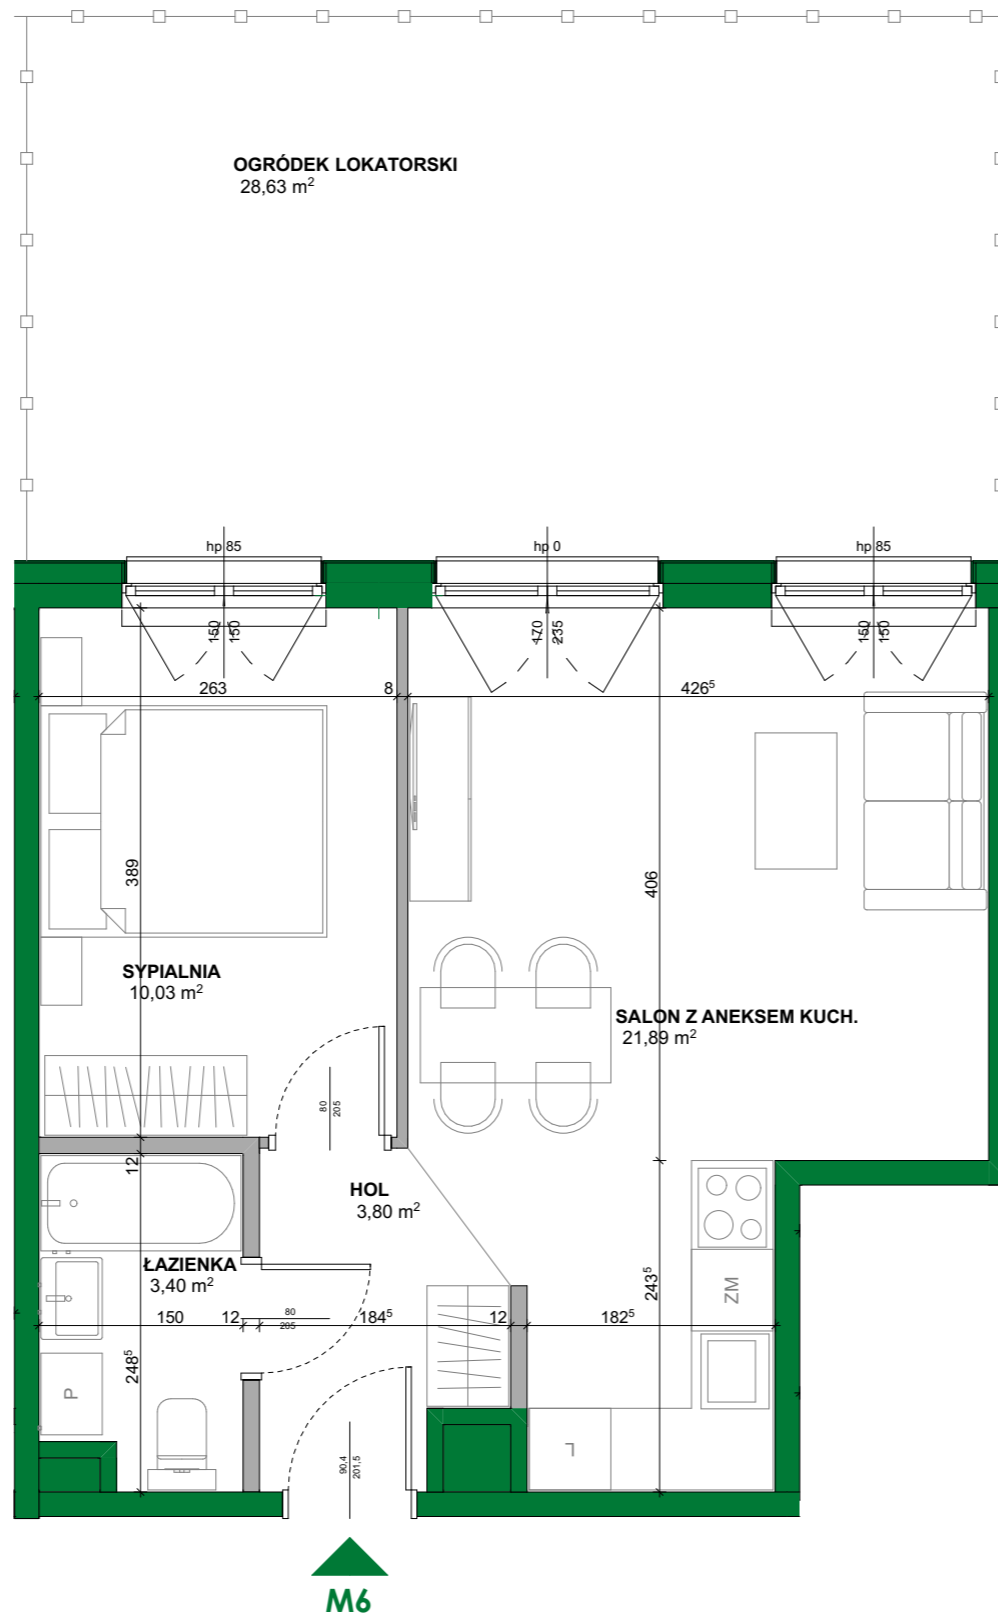 OGRÓDEK LOKATORSKI
28,63 m²
hp 85
hp 0
hp 85
150
150
170
235
150
150
263
8
426⁵
389
406
SYPIALNIA
10,03 m²
SALON Z ANEKSEM KUCH.
21,89 m²
80
205
12
HOL
3,80 m²
ŁAZIENKA
3,40 m²
243⁵
ZM
150
12
80
205
184⁵
12
182⁵
248⁵
P
L
90,4
201,5
M6